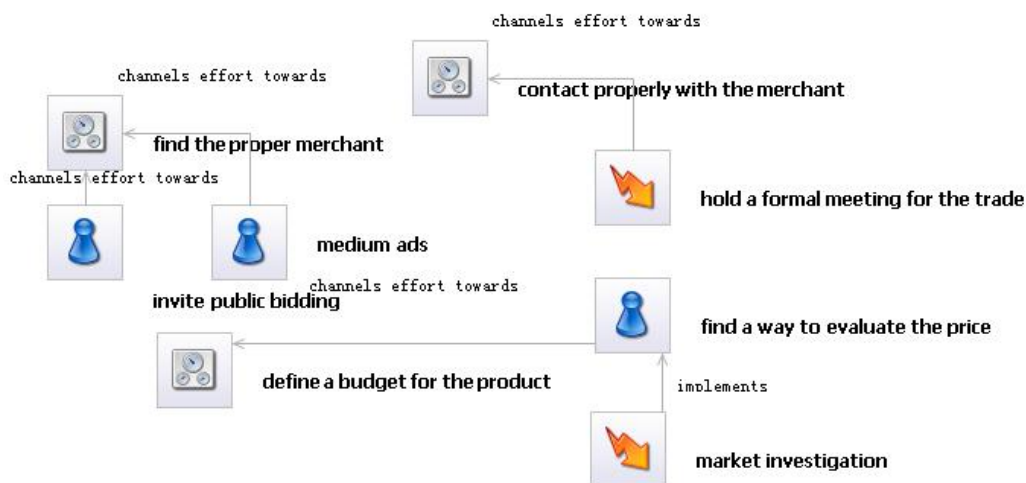 channels effort towards
channels effort towards
contact properly with the merchant
find the proper merchant
channels effort towards
hold a formal meeting for the trade
medium ads
channels effort towards
invite public bidding
find a way to evaluate the price
define a budget for the product
implements
market investigation